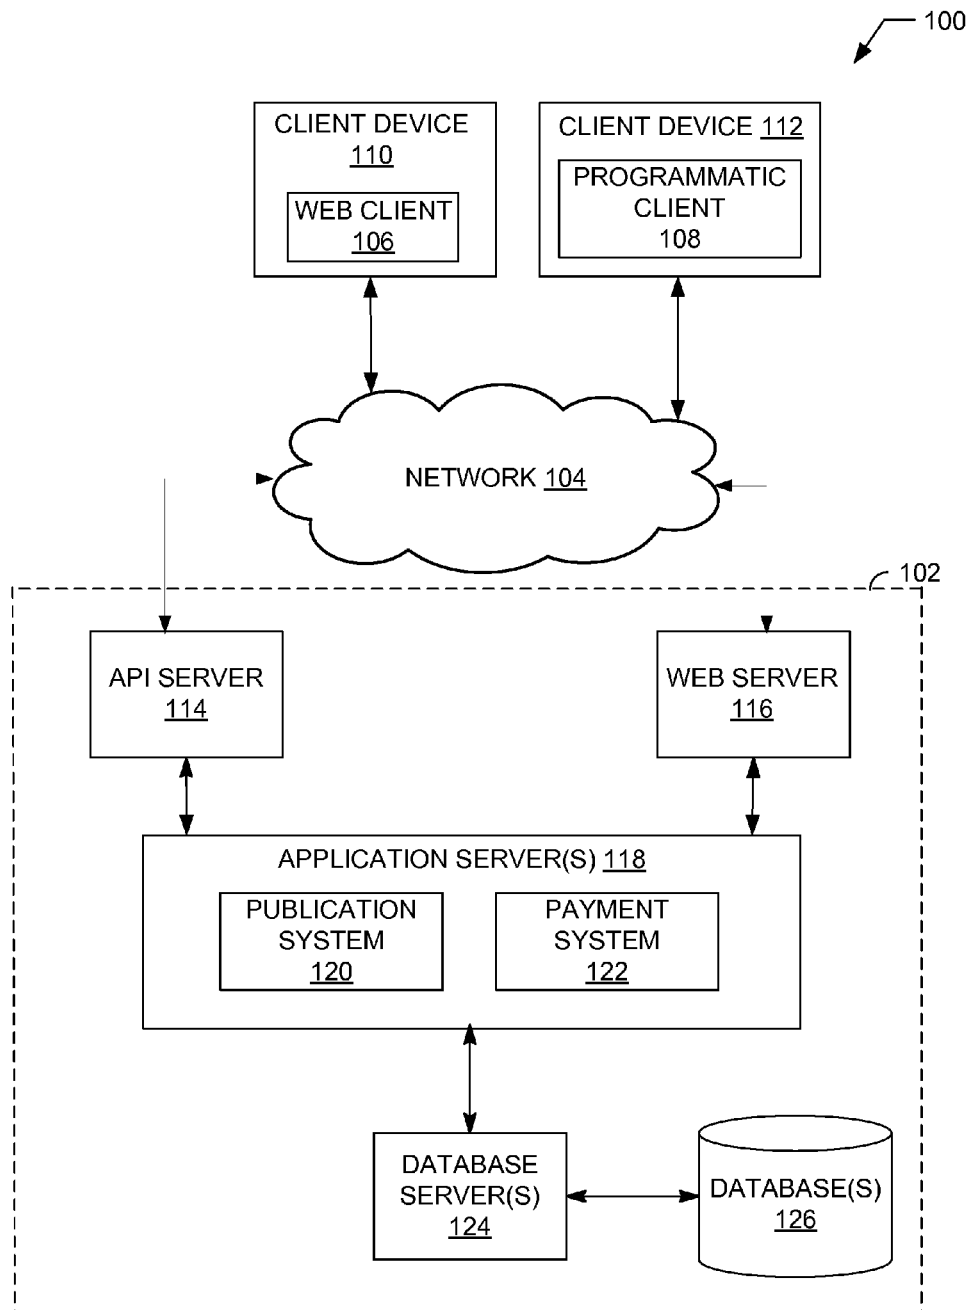 100
CLIENT DEVICE
110
WEB CLIENT
106
CLIENT DEVICE 112
PROGRAMMATIC
CLIENT
108
NETWORK 104
102
API SERVER
114
WEB SERVER
116
APPLICATION SERVER(S) 118
PUBLICATION
SYSTEM
120
PAYMENT
SYSTEM
122
DATABASE
SERVER(S)
124
DATABASE(S)
126